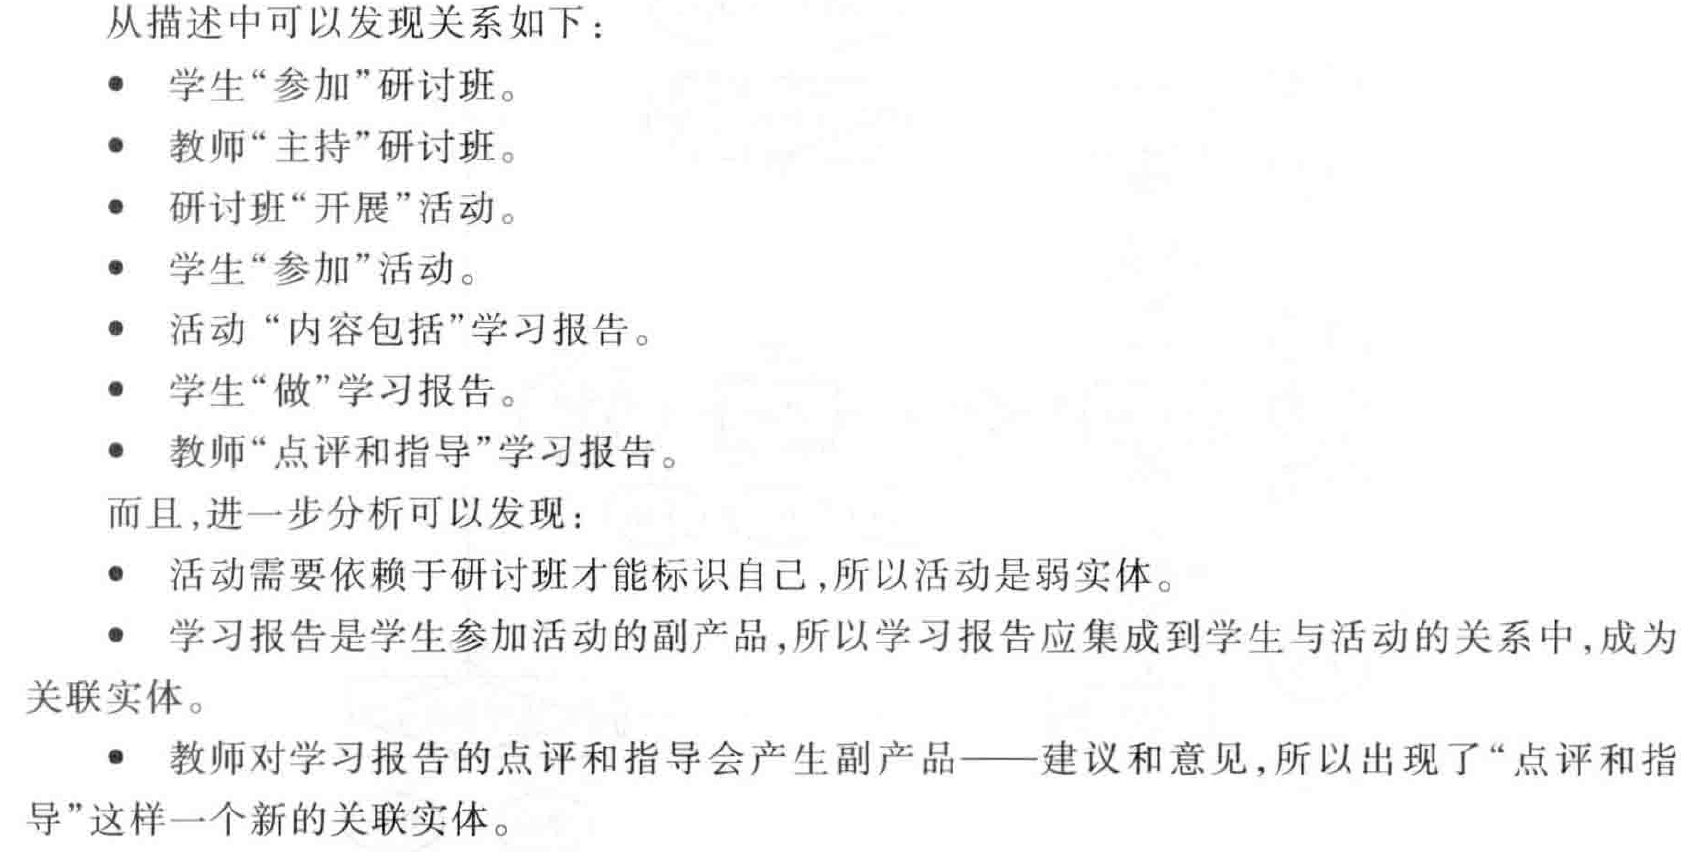 从描述中可以发现关系如下：
• 学生“参加”研讨班。
• 教师“主持”研讨班。
• 研讨班“开展”活动。
• 学生“参加”活动。
• 活动 “内容包括”学习报告。
• 学生“做”学习报告。
• 教师“点评和指导”学习报告。
而且,进一步分析可以发现：
• 活动需要依赖于研讨班才能标识自己,所以活动是弱实体。
• 学习报告是学生参加活动的副产品,所以学习报告应集成到学生与活动的关系中,成为
关联实体。
• 教师对学习报告的点评和指导会产生副产品——建议和意见,所以出现了“点评和指
导”这样一个新的关联实体。